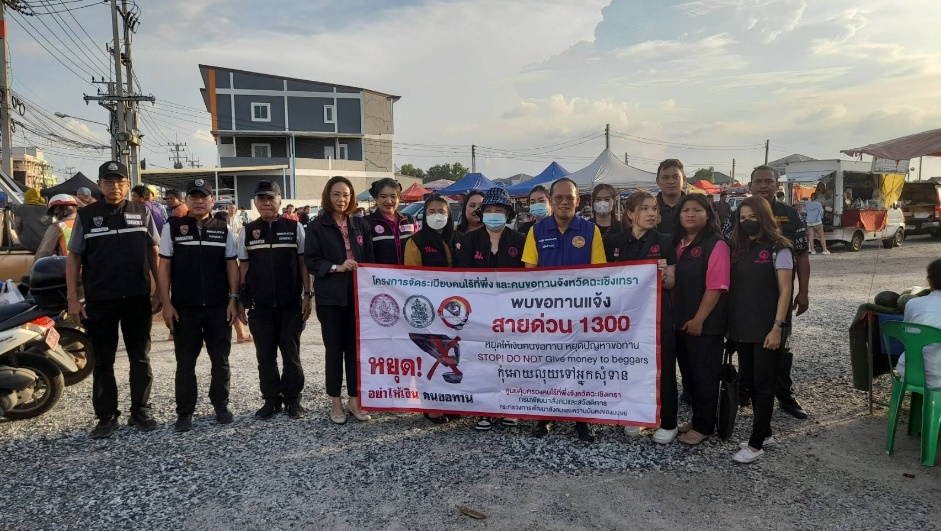 โครงการจัดระเบียบคนไร้ที่พึ่ง และคนขอทานจังหวัดฉะเชิงเทรา
พบขอทานแจ้ง
สายด่วน 1300
หยุดให้เงินคนขอทาน หยุดปัญหาขอทาน
STOP! DO NOT Give money to beggars
កុំអោយលុយទៅអ្នកសុំទាន
หยุด!
อย่าให้เงิน คนขอทาน
ศูนย์คุ้มครองคนไร้ที่พึ่งจังหวัดฉะเชิงเทรา
กรมพัฒนาสังคมและสวัสดิการ
กระทรวงการพัฒนาสังคมและความมั่นคงของมนุษย์